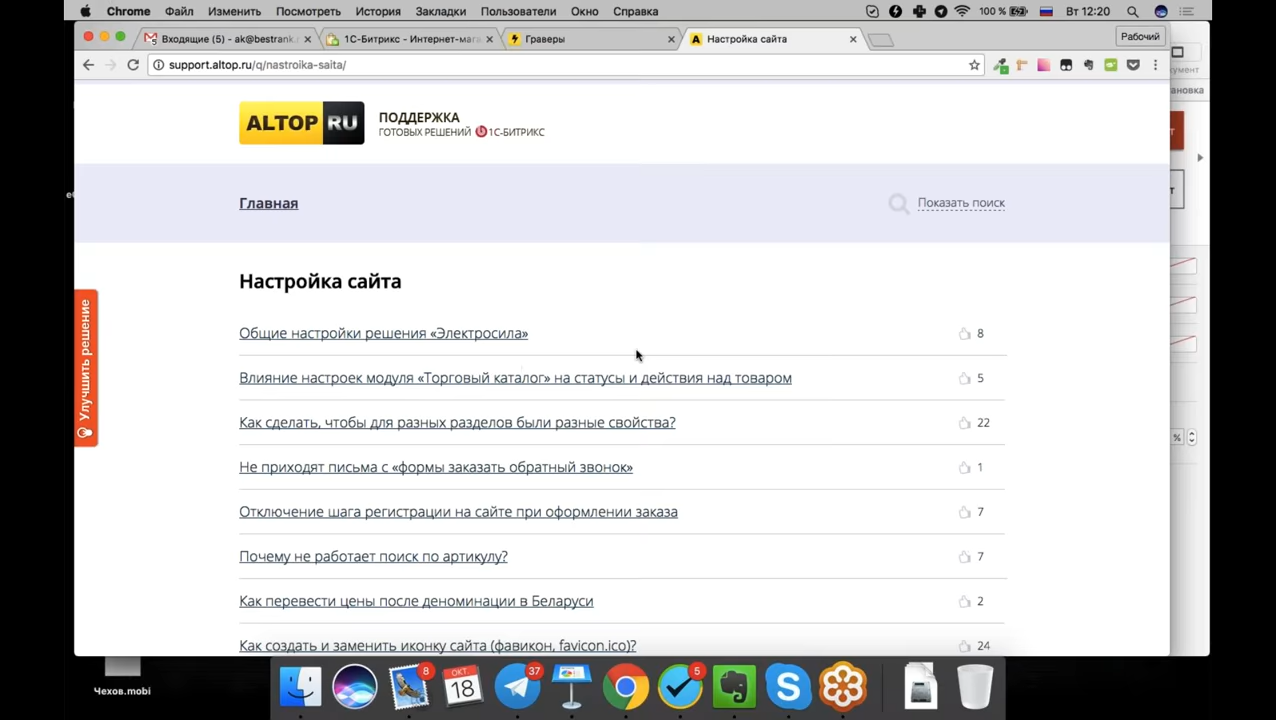 Chrome Файл Изменить Посмотреть История Закладки Пользователи Окно Справка 100 % Вт 12:20
Входящие (5) - ak@bestrank.r 1С-Битрикс - Интернет-мага Граверы Настройка сайта Рабочий
support.altop.ru/q/nastroika-saita/
ALTOP RU
ПОДДЕРЖКА
ГОТОВЫХ РЕШЕНИЙ 1С-БИТРИКС
Главная
Показать поиск
Улучшить решение
Настройка сайта
Общие настройки решения «Электросила» 8
Влияние настроек модуля «Торговый каталог» на статусы и действия над товаром 5
Как сделать, чтобы для разных разделов были разные свойства? 22
Не приходят письма с «формы заказать обратный звонок» 1
Отключение шага регистрации на сайте при оформлении заказа 7
Почему не работает поиск по артикулу? 7
Как перевести цены после деноминации в Беларуси 2
Как создать и заменить иконку сайта (фавикон, favicon.ico)? 24
%
8
ОКТ.
18
37
5
Чехов.mobi